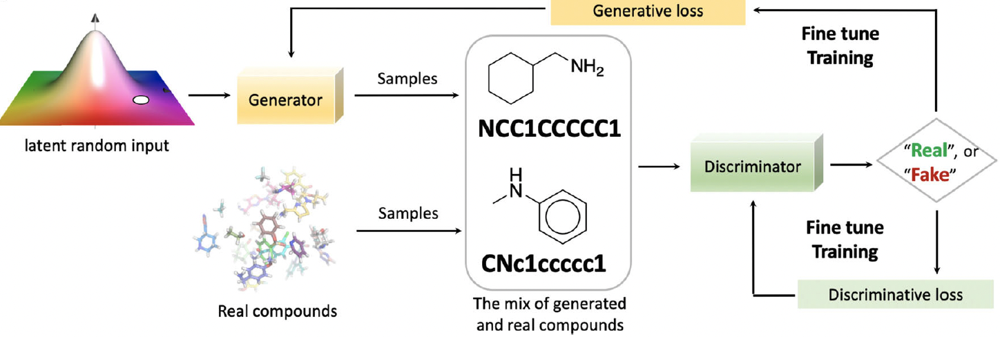 Generative loss
Fine tune
Training
NH2
Samples
Generator
NCC1CCCCC1
latent random input
"Real", or
"Fake"
Discriminator
H
N
Samples
Fine tune
Training
CNc1ccccc1
Discriminative loss
Real compounds
The mix of generated
and real compounds